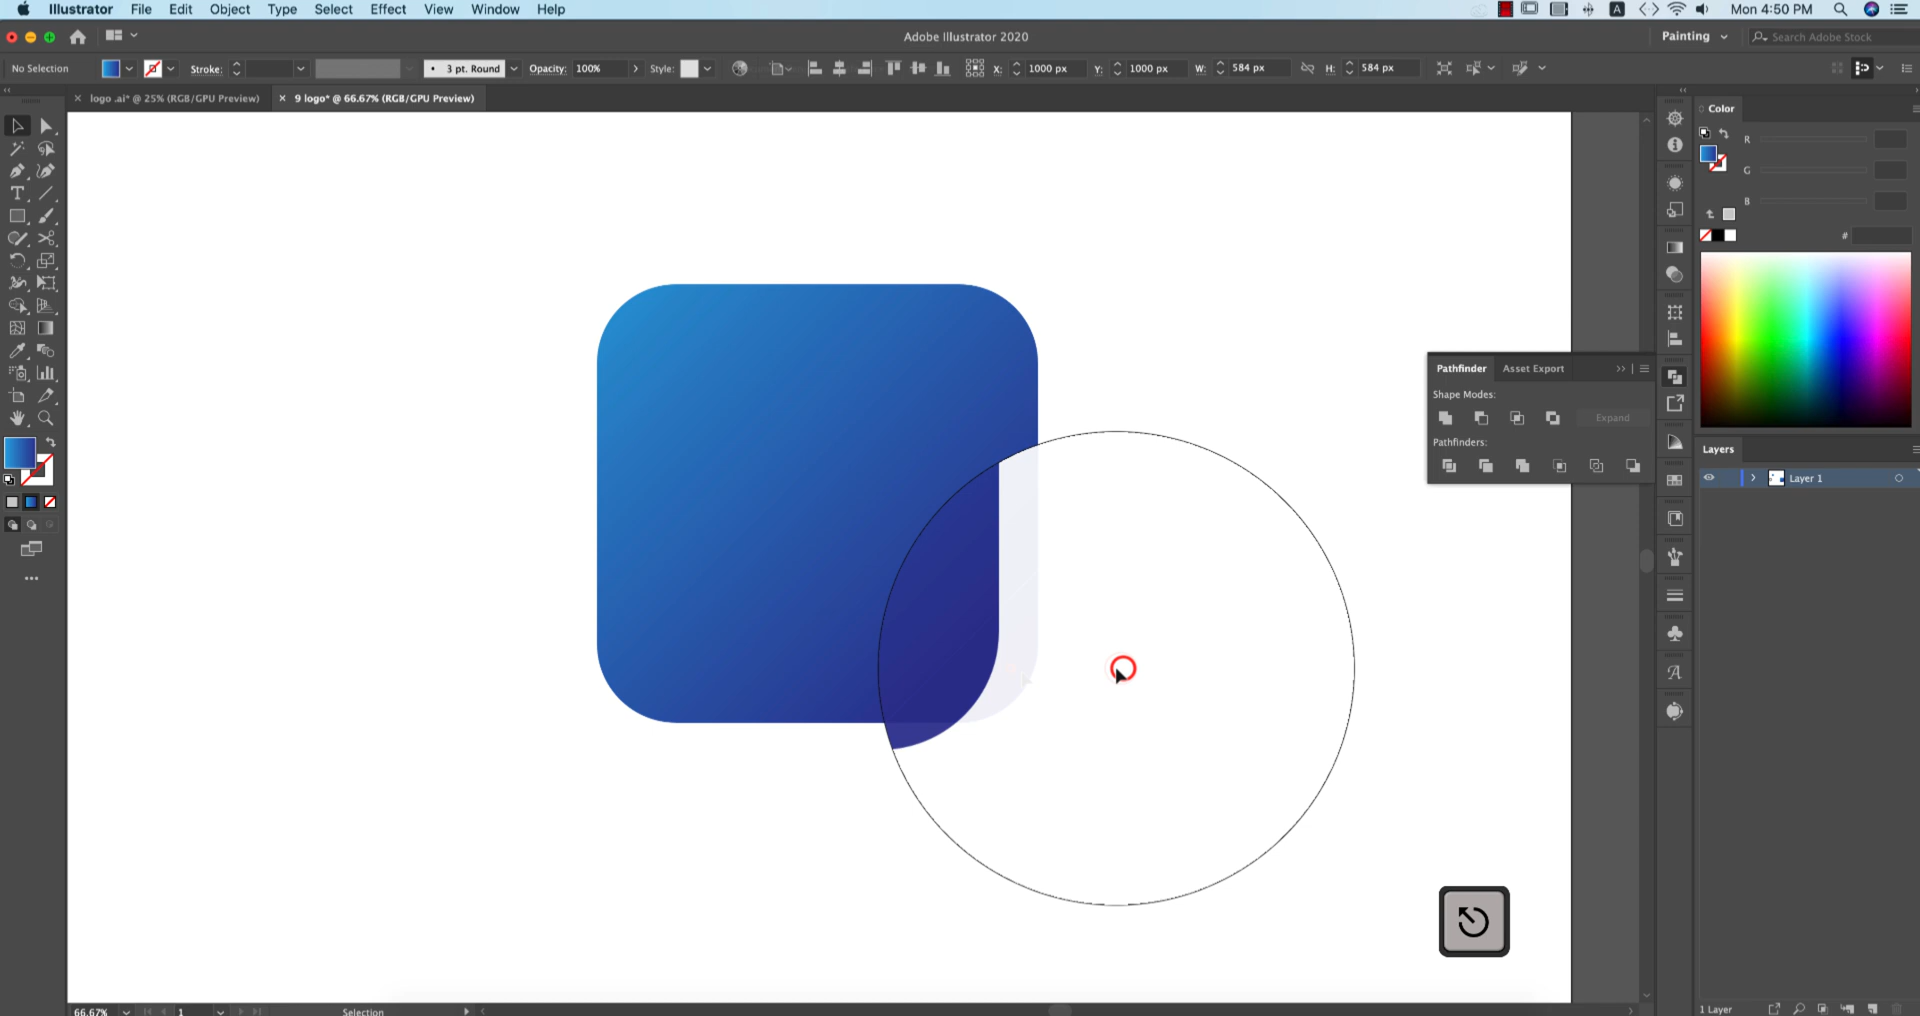 Illustrator File Edit Object Type Select Effect View Window Help
A
Mon 4:50 PM
Adobe Illustrator 2020
Painting
Search Adobe Stock
No Selection
Stroke:
3 pt. Round
Opacity: 100%
Style:
X: 1000 px
Y: 1000 px
W: 584 px
H: 584 px
logo .ai* @ 25% (RGB/GPU Preview)
9 logo* @ 66.67% (RGB/GPU Preview)
Color
R
G
B
#
Pathfinder Asset Export
Shape Modes:
Expand
Pathfinders:
Layers
Layer 1
66.67%
1
Selection
1 Layer